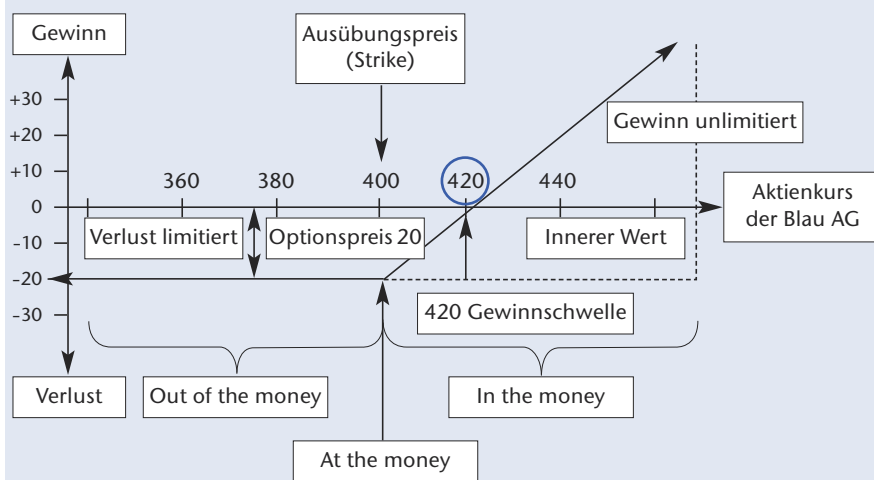 Gewinn
Ausübungspreis
(Strike)
+30
+20
Gewinn unlimitiert
+10
360 380 400 420 440
Aktienkurs
der Blau AG
0
-10
Verlust limitiert
Optionspreis 20
Innerer Wert
-20
-30
420 Gewinnschwelle
Verlust
Out of the money
In the money
At the money